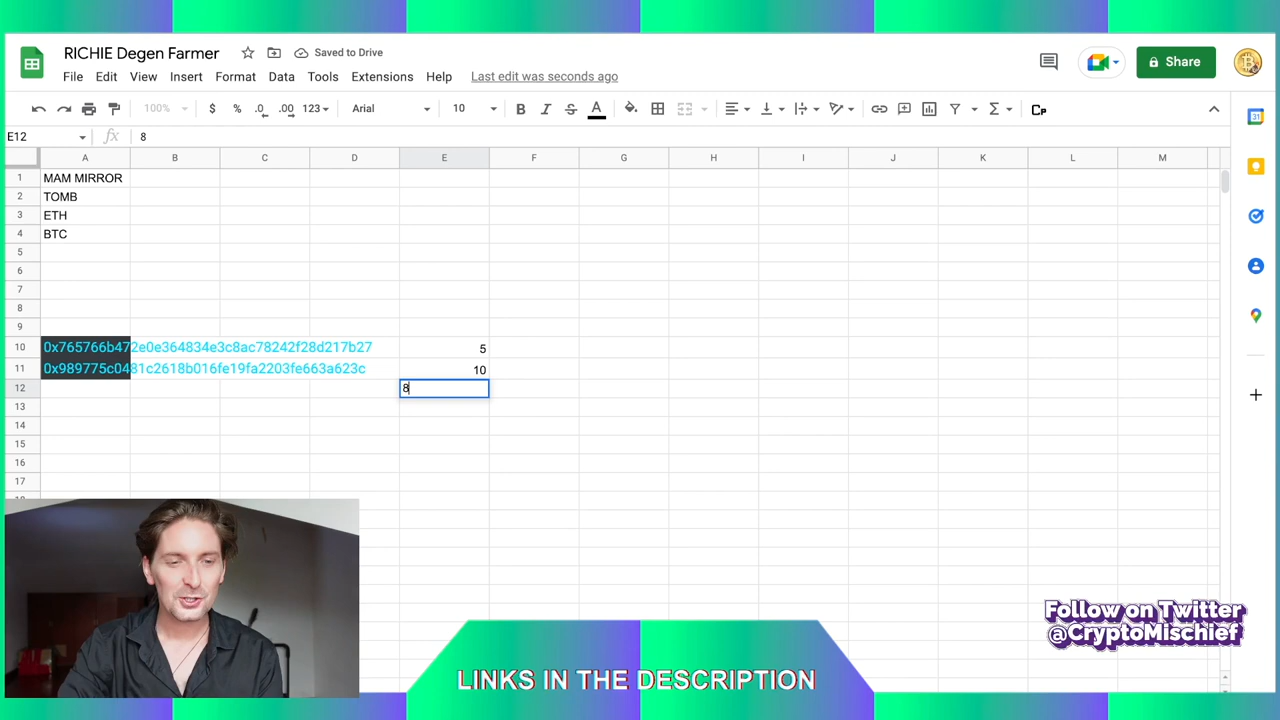 RICHIE Degen Farmer
Saved to Drive
File Edit View Insert Format Data Tools Extensions Help Last edit was seconds ago
Share
100% $ % .0 .00 123 Arial 10 B I S A
E12 fx 8
A B C D E F G H I J K L M
1 MAM MIRROR
2 TOMB
3 ETH
4 BTC
5
6
7
8
9
10 0x765766b472e0e364834e3c8ac78242f28d217b27 5
11 0x989775c0481c2618b016fe19fa2203fe663a623c 10
12 8
13
14
15
16
17
31
Follow on Twitter
@CryptoMischief
LINKS IN THE DESCRIPTION